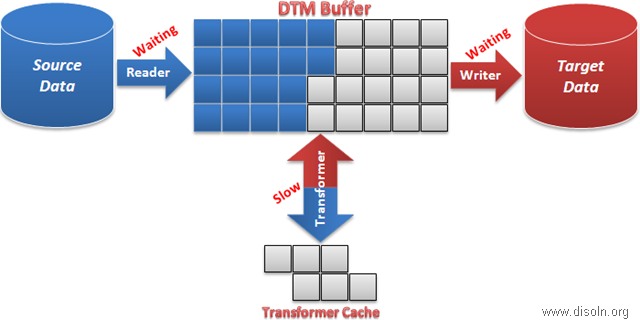 DTM Buffer
Waiting
Waiting
Source
Data
Reader
Writer
Target
Data
Slow
Transformer
Transformer Cache
www.disoln.org